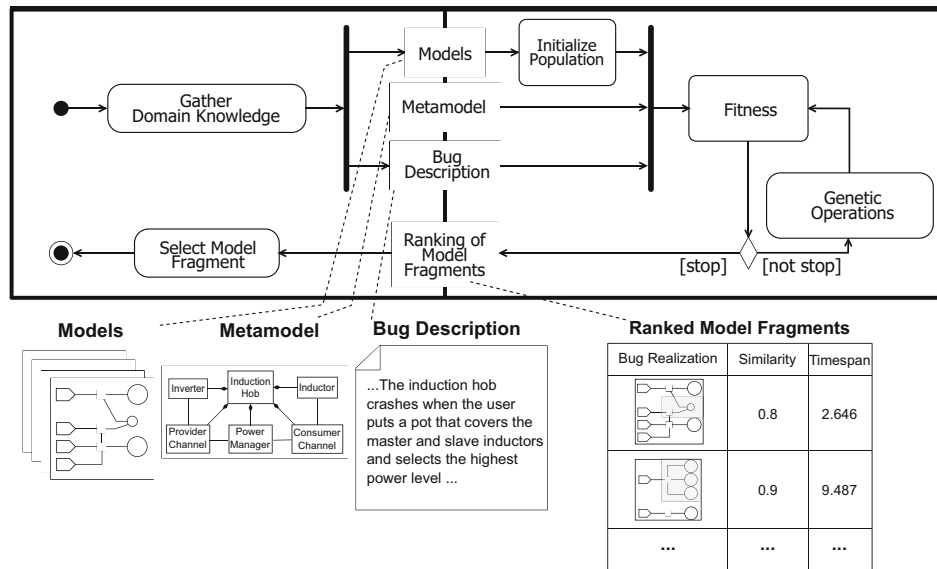 Models
Initialize
Population
Gather
Domain Knowledge
Metamodel
Fitness
Bug
Description
Genetic
Operations
Select Model
Fragment
Ranking of
Model
Fragments
[stop]
[not stop]
Models
Metamodel
Bug Description
Ranked Model Fragments
Inverter
Induction
Hob
Inductor
Provider
Channel
Power
Manager
Consumer
Channel
...The induction hob
crashes when the user
puts a pot that covers the
master and slave inductors
and selects the highest
power level ...
Bug Realization Similarity Timespan
0.8 2.646
0.9 9.487
... ... ...